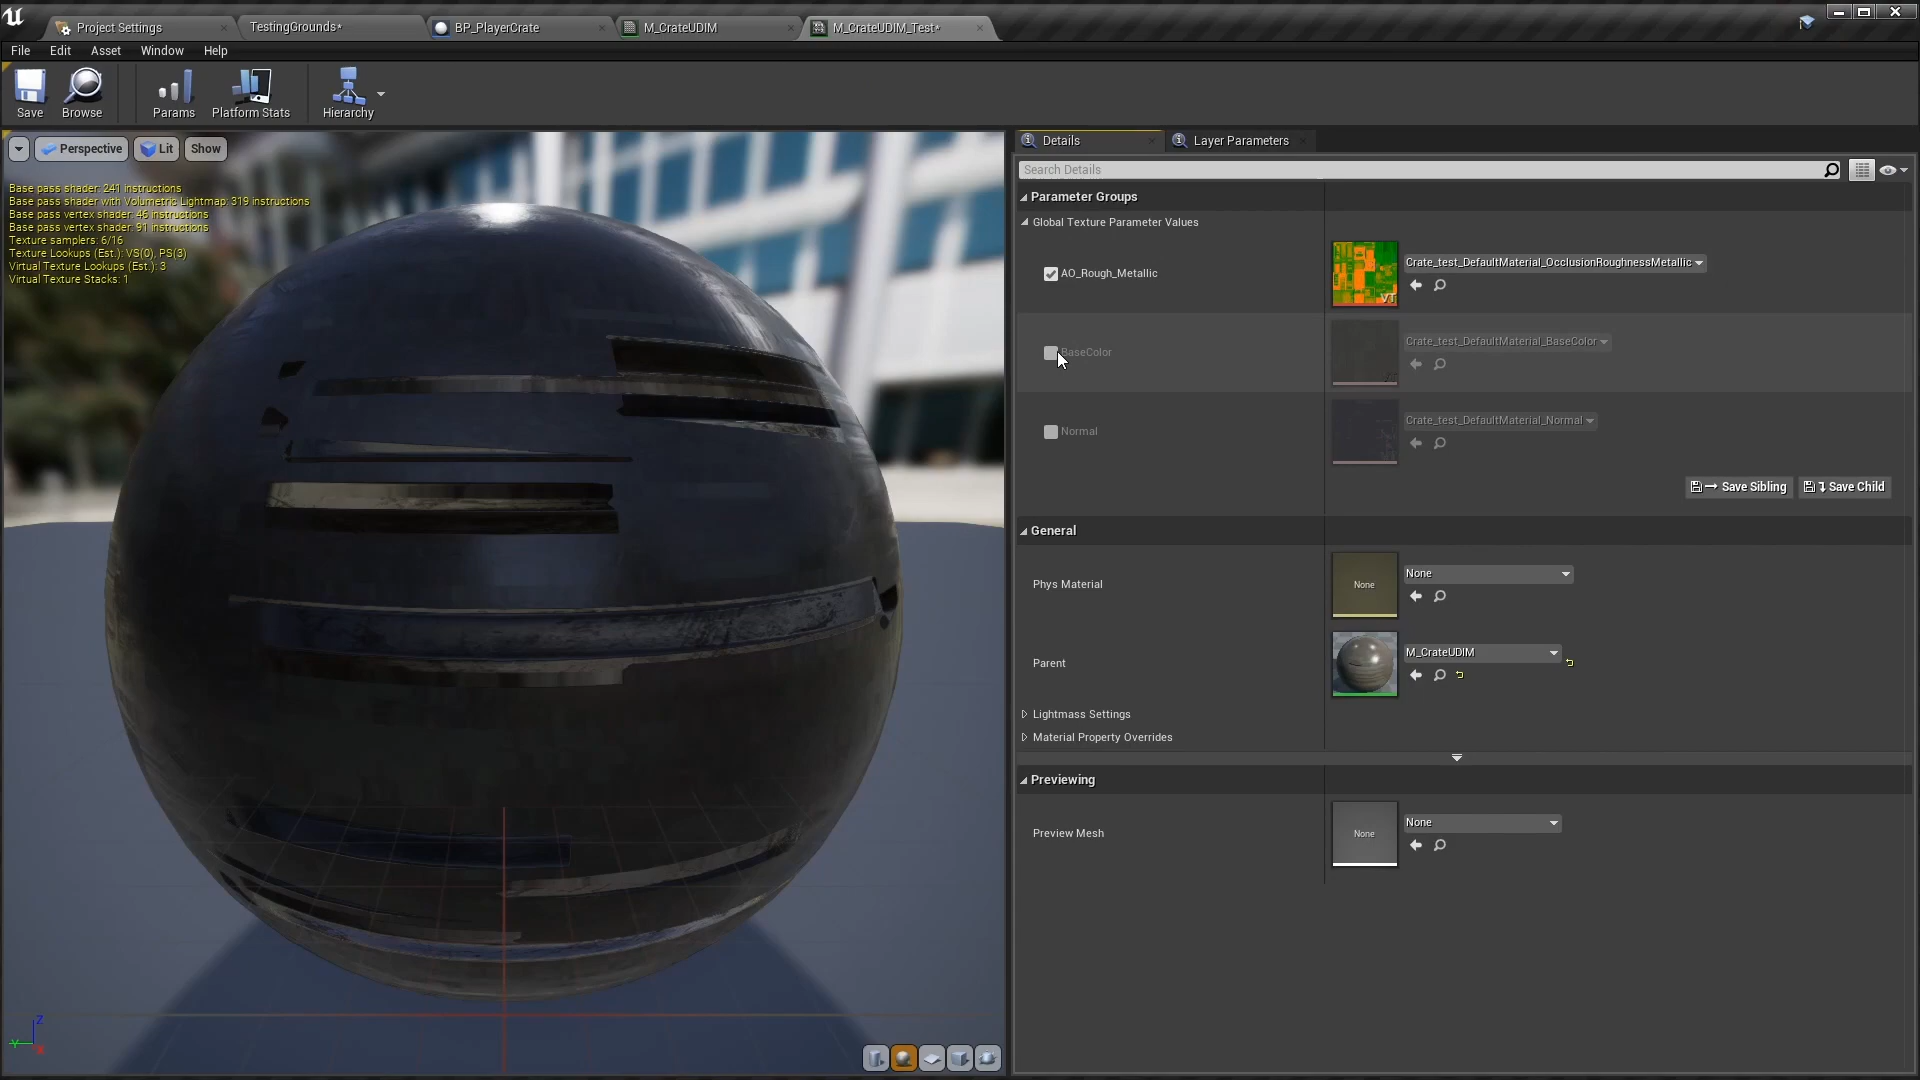 Project Settings
TestingGrounds*
BP_PlayerCrate
M_CrateUDIM
M_CrateUDIM_Test*
File Edit Asset Window Help
Save
Browse
Params
Platform Stats
Hierarchy
Perspective
Lit
Show
Base pass shader: 241 instructions
Base pass shader with Volumetric Lightmap: 319 instructions
Base pass vertex shader: 46 instructions
Base pass vertex shader: 91 instructions
Texture samplers: 6/16
Texture Lookups (Est.): VS(0), PS(3)
Virtual Texture Lookups (Est.): 3
Virtual Texture Stacks: 1
Z
Y
X
Details
Layer Parameters
Search Details
Parameter Groups
Global Texture Parameter Values
AO_Rough_Metallic
VT
Crate_test_DefaultMaterial_OcclusionRoughnessMetallic
BaseColor
Crate_test_DefaultMaterial_BaseColor
Normal
Crate_test_DefaultMaterial_Normal
Save Sibling
Save Child
General
Phys Material
None
None
Parent
M_CrateUDIM
Lightmass Settings
Material Property Overrides
Previewing
Preview Mesh
None
None